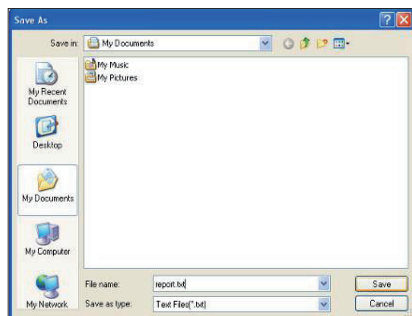 Save As
Save in: My Documents
My Music
My Pictures
My Recent
Documents
Desktop
My Documents
My Computer
My Network
File name: report.txt
Save
Save as type: Text Files(*.txt)
Cancel